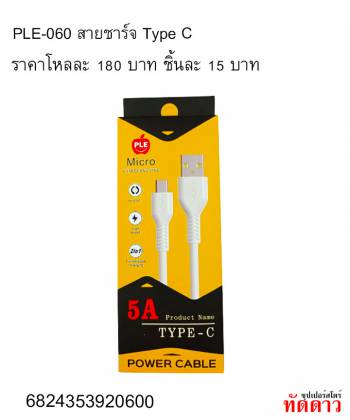 PLE-060 สายชาร์จ Type C
ราคาโหลละ 180 บาท ชิ้นละ 15 บาท
PLE
Micro
2in1
5A
Product Name
TYPE-C
POWER CABLE
6824353920600
ซุปเปอร์สโตร์
ทัดดาว